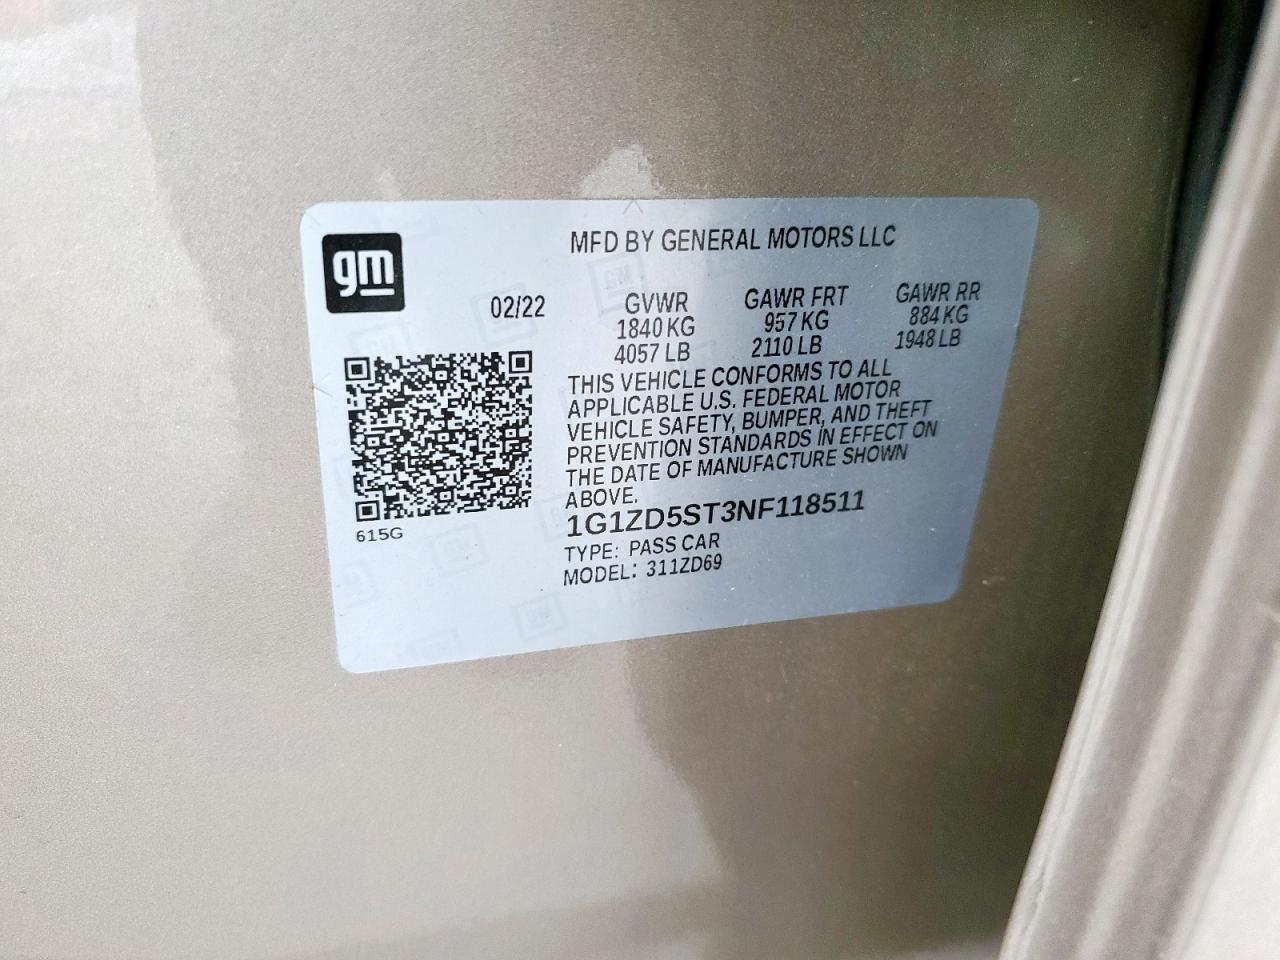 gm
MFD BY GENERAL MOTORS LLC
02/22 GVWR GAWR FRT GAWR RR
1840 KG 957 KG 884 KG
4057 LB 2110 LB 1948 LB
THIS VEHICLE CONFORMS TO ALL
APPLICABLE U.S. FEDERAL MOTOR
VEHICLE SAFETY, BUMPER, AND THEFT
PREVENTION STANDARDS IN EFFECT ON
THE DATE OF MANUFACTURE SHOWN
ABOVE.
1G1ZD5ST3NF118511
TYPE: PASS CAR
MODEL: 311ZD69
615G